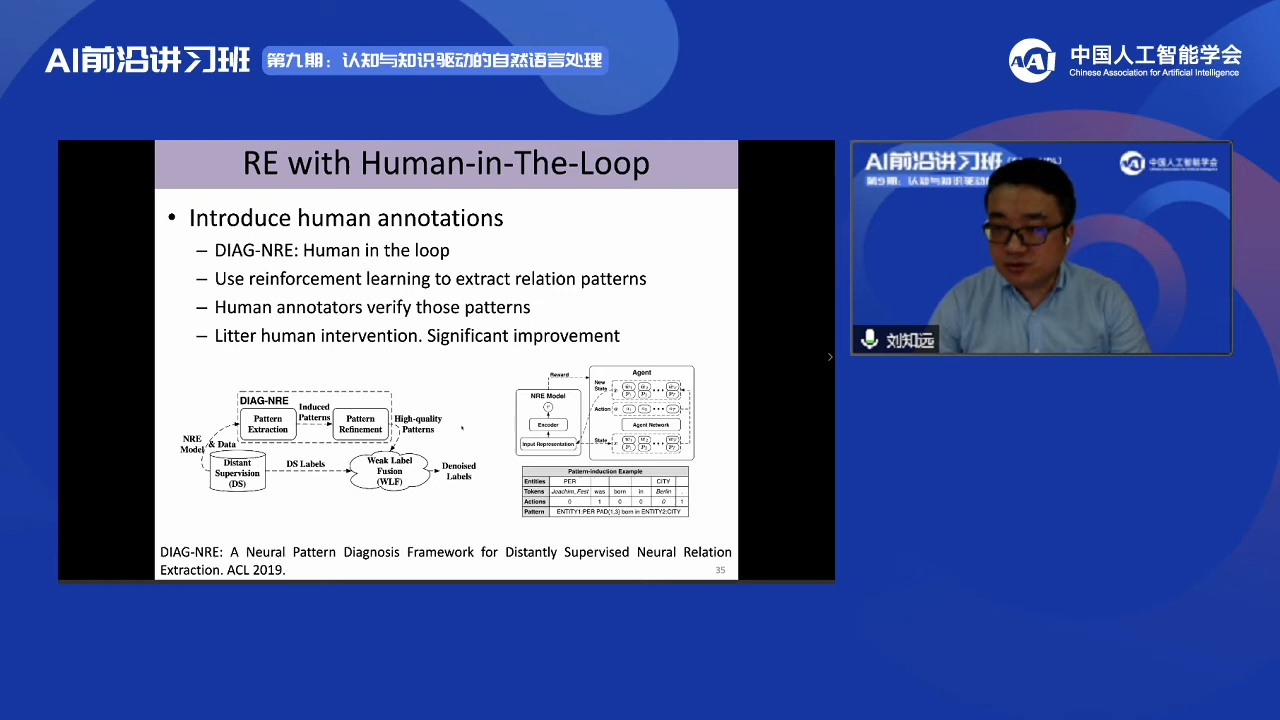 AI前沿讲习班
第九期：认知与知识驱动的自然语言处理
中国人工智能学会
Chinese Association for Artificial Intelligence
RE with Human-in-The-Loop
• Introduce human annotations
– DIAG-NRE: Human in the loop
– Use reinforcement learning to extract relation patterns
– Human annotators verify those patterns
– Litter human intervention. Significant improvement
DIAG-NRE
Pattern Extraction
Induced Patterns
Pattern Refinement
High-quality Patterns
NRE Model & Data
Distant Supervision (DS)
DS Labels
Weak Label Fusion (WLF)
Denoised Labels
Reward
NRE Model
Encoder
Input Representation
Agent
New State
Action
Agent Network
State
Pattern-induction Example
Entities PER CITY
Tokens Joachim_Fest was born in Berlin .
Actions 0 1 0 0 0 1
Pattern ENTITY1:PER PAD{1,3} born in ENTITY2:CITY
DIAG-NRE: A Neural Pattern Diagnosis Framework for Distantly Supervised Neural Relation
Extraction. ACL 2019.
35
AI前沿讲习班
中国人工智能学会
刘知远